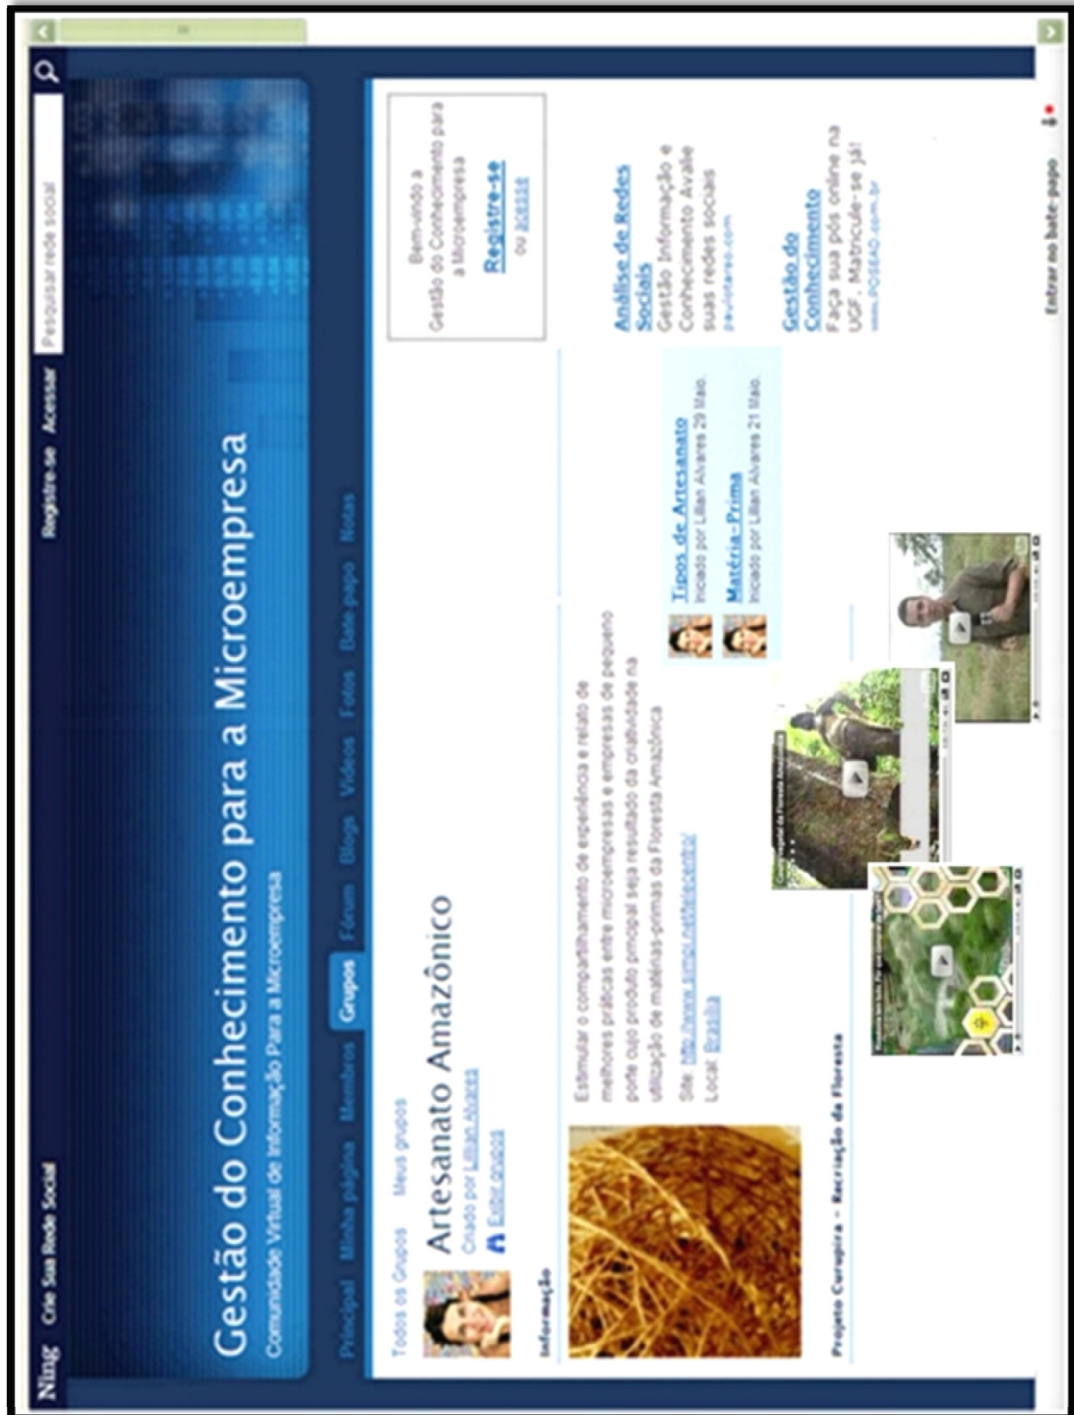 Ning Crie Sua Rede Social Registre-se Acessar Pesquisar rede social
Gestão do Conhecimento para a Microempresa
Comunidade Virtual de Informação Para a Microempresa
Principal Minha página Membros Grupos Fórum Blogs Vídeos Fotos Bate-papo Notas
Todos os Grupos Meus grupos
Artesanato Amazônico
Criado por Lillian Alvares
Exibir grupos
Informação
Estimular o compartilhamento de experiência e relato de
melhores práticas entre microempresas e empresas de pequeno
porte cujo produto principal seja resultado da criatividade na
utilização de matérias-primas da Floresta Amazônica
Site:
Local: Brasília
Tipos de Artesanato
Iniciado por Lillian Alvares 29 Maio.
Matéria-Prima
Iniciado por Lillian Alvares 21 Maio.
Projeto Curupira - Recriação da Floresta
Bem-vindo a
Gestão do Conhecimento para
a Microempresa
Registre-se
ou acesse
Análise de Redes
Sociais
Gestão Informação e
Conhecimento Avalie
suas redes sociais
Gestão do
Conhecimento
Faça sua pós online na
UGF. Matricule-se já!
www.POSEAD.com.br
Entrar no bate-papo